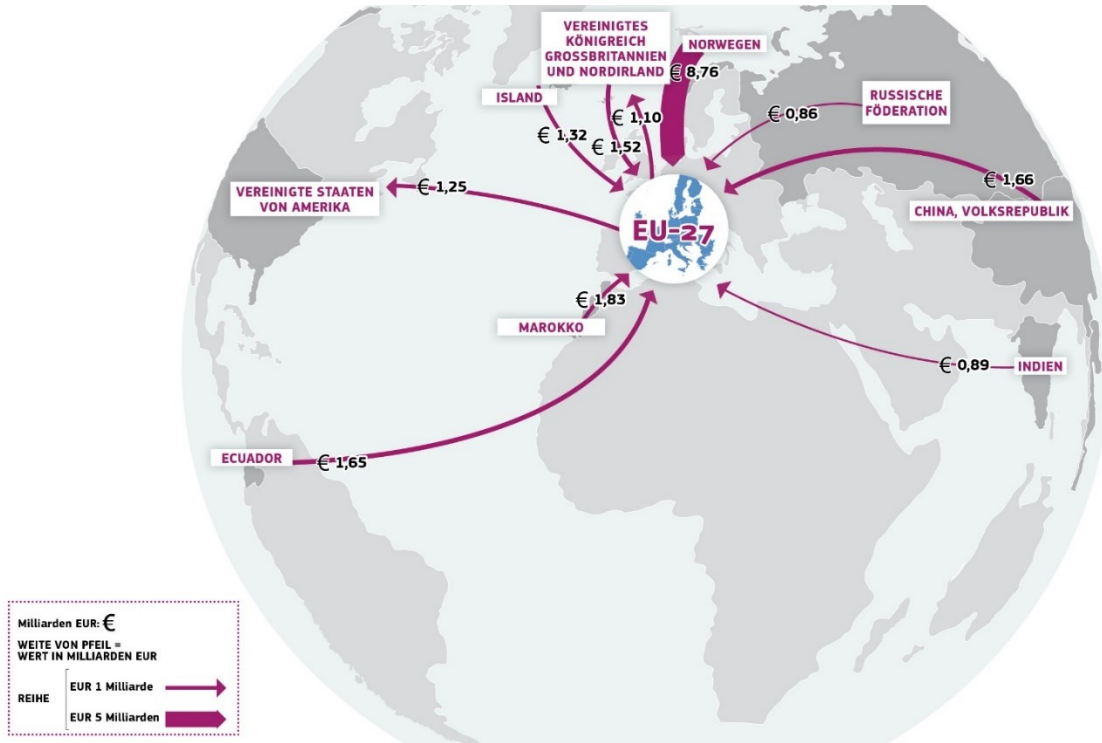 VEREINIGTES
KÖNIGREICH
GROSSBRITANNIEN
UND NORDIRLAND
NORWEGEN
€ 8,76
ISLAND
€ 1,32
€ 1,52
€ 1,10
RUSSISCHE
FÖDERATION
€ 0,86
VEREINIGTE STAATEN
VON AMERIKA
€ 1,25
€ 1,66
CHINA, VOLKSREPUBLIK
EU-27
€ 1,83
MAROKKO
€ 0,89
INDIEN
ECUADOR
€ 1,65
Milliarden EUR: €
WEITE VON PFEIL =
WERT IN MILLIARDEN EUR
REIHE
EUR 1 Milliarde
EUR 5 Milliarden